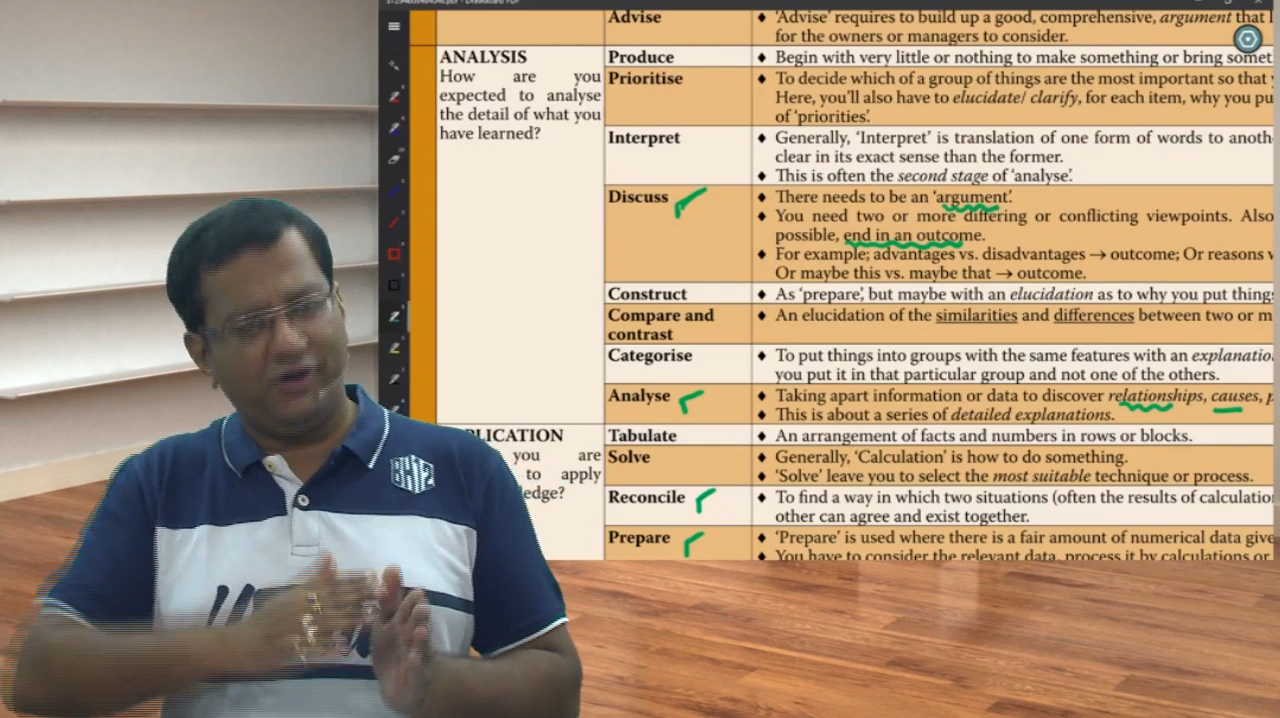 Advise
♦ 'Advise' requires to build up a good, comprehensive, argument that
for the owners or managers to consider.
ANALYSIS
How are you
expected to analyse
the detail of what you
have learned?
Produce
♦ Begin with very little or nothing to make something or bring
Prioritise
♦ To decide which of a group of things are the most important so that
Here, you'll also have to elucidate/ clarify, for each item, why you
of 'priorities'.
Interpret
♦ Generally, 'Interpret' is translation of one form of words to
clear in its exact sense than the former.
♦ This is often the second stage of 'analyse'.
Discuss
♦ There needs to be an 'argument'.
♦ You need two or more differing or conflicting viewpoints. Also
possible, end in an outcome.
♦ For example; advantages vs. disadvantages → outcome; Or reasons
Or maybe this vs. maybe that → outcome.
Construct
♦ As 'prepare', but maybe with an elucidation as to why you put
Compare and
contrast
♦ An elucidation of the similarities and differences between two or
Categorise
♦ To put things into groups with the same features with an
you put it in that particular group and not one of the others.
Analyse
♦ Taking apart information or data to discover relationships, causes,
♦ This is about a series of detailed explanations.
PLICATION
you are
to apply
ledge?
Tabulate
♦ An arrangement of facts and numbers in rows or blocks.
Solve
♦ Generally, 'Calculation' is how to do something.
♦ 'Solve' leave you to select the most suitable technique or process.
Reconcile
♦ To find a way in which two situations (often the results of
other can agree and exist together.
Prepare
♦ 'Prepare' is used where there is a fair amount of numerical data
You have to consider the relevant data, process it by calculations or